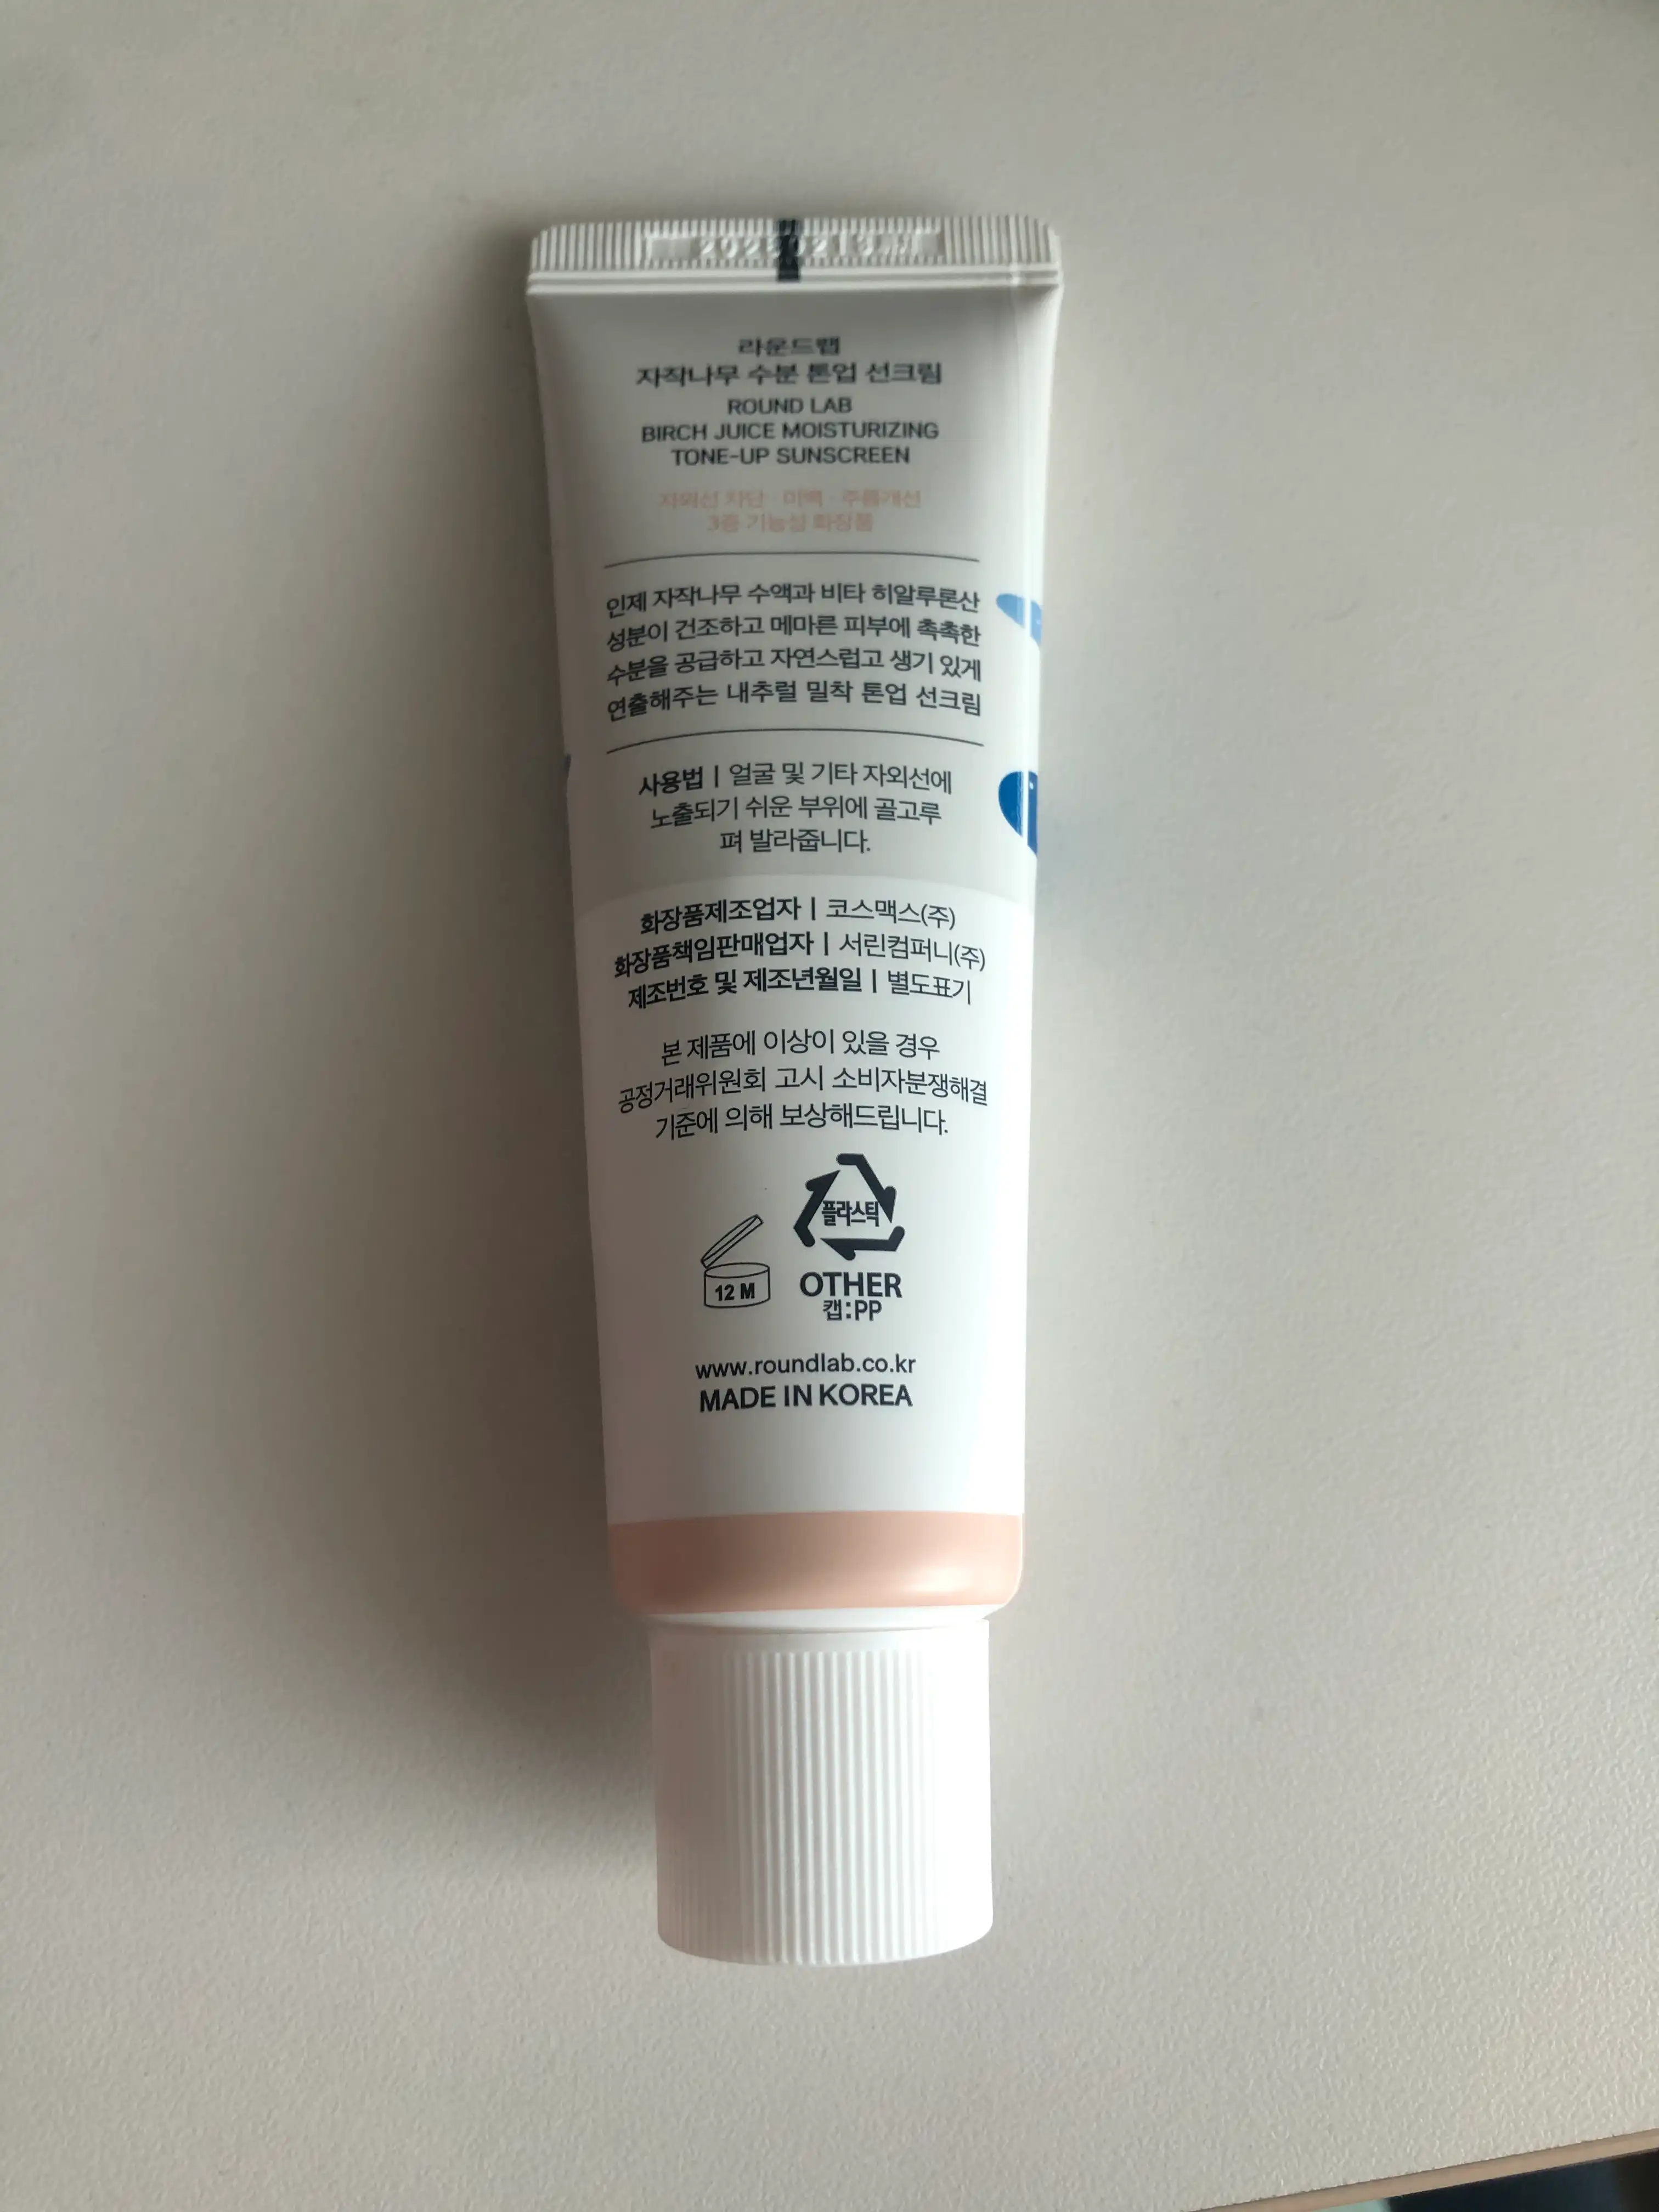 라운드랩
자작나무 수분 톤업 선크림
ROUND LAB
BIRCH JUICE MOISTURIZING
TONE-UP SUNSCREEN
자외선 차단 · 미백 · 주름개선
3중 기능성 화장품
인제 자작나무 수액과 비타 히알루론산
성분이 건조하고 메마른 피부에 촉촉한
수분을 공급하고 자연스럽고 생기 있게
연출해주는 내추럴 밀착 톤업 선크림
사용법 | 얼굴 및 기타 자외선에
노출되기 쉬운 부위에 골고루
펴 발라줍니다.
화장품제조업자 | 코스맥스(주)
화장품책임판매업자 | 서린컴퍼니(주)
제조번호 및 제조년월일 | 별도표기
본 제품에 이상이 있을 경우
공정거래위원회 고시 소비자분쟁해결
기준에 의해 보상해드립니다.
플라스틱
12 M
OTHER
캡:PP
www.roundlab.co.kr
MADE IN KOREA